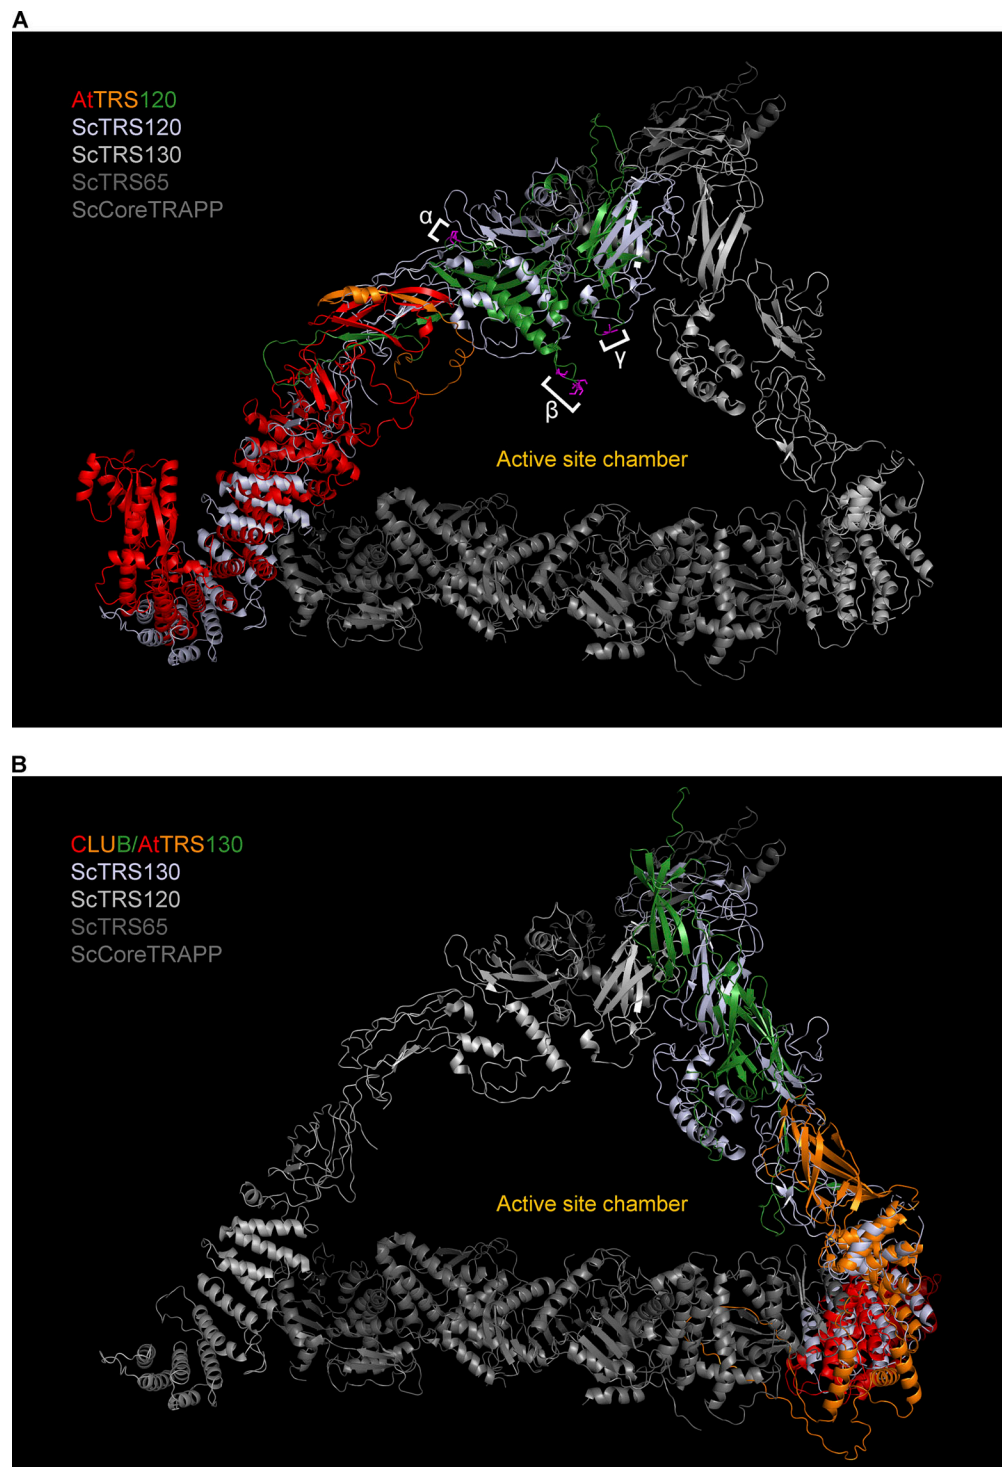 A
AtTRS120
ScTRS120
ScTRS130
ScTRS65
ScCoreTRAPP
α
γ
β
Active site chamber
B
CLUB/AtTRS130
ScTRS130
ScTRS120
ScTRS65
ScCoreTRAPP
Active site chamber